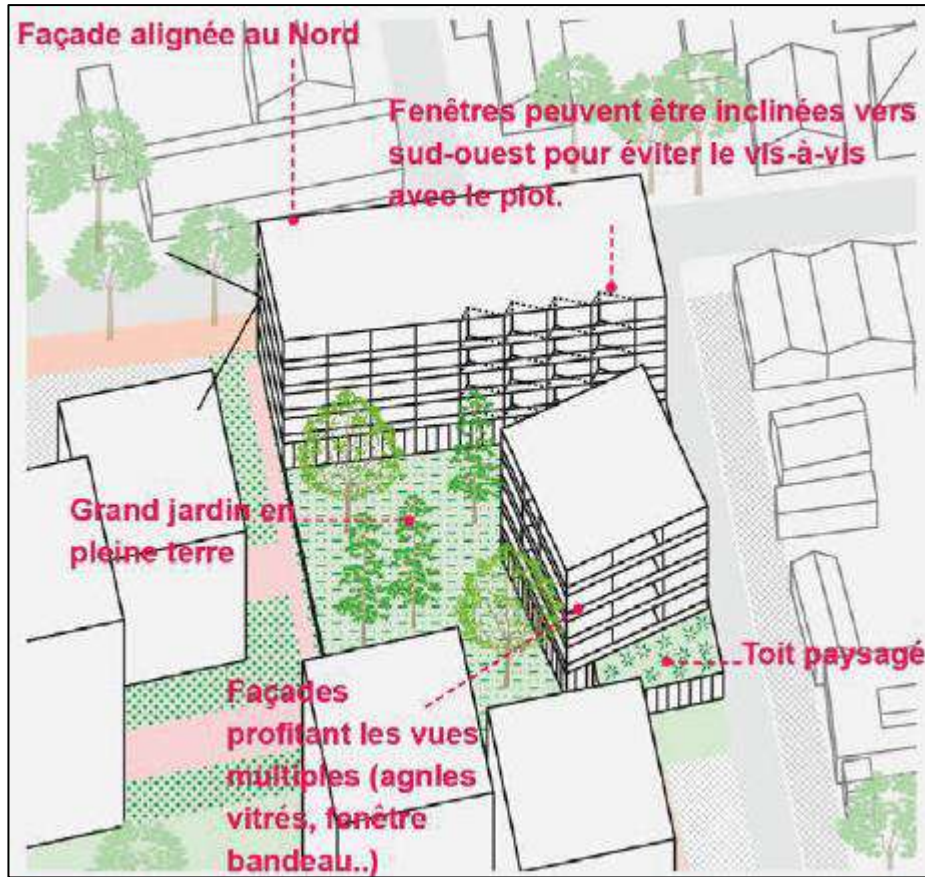 Façade alignée au Nord
Fenêtres peuvent être inclinées vers
sud-ouest pour éviter le vis-à-vis
avec le plot.
Grand jardin en
pleine terre
Toit paysagé
Façades
profitant les vues
multiples (agnles
vitrés, fenêtre
bandeau..)